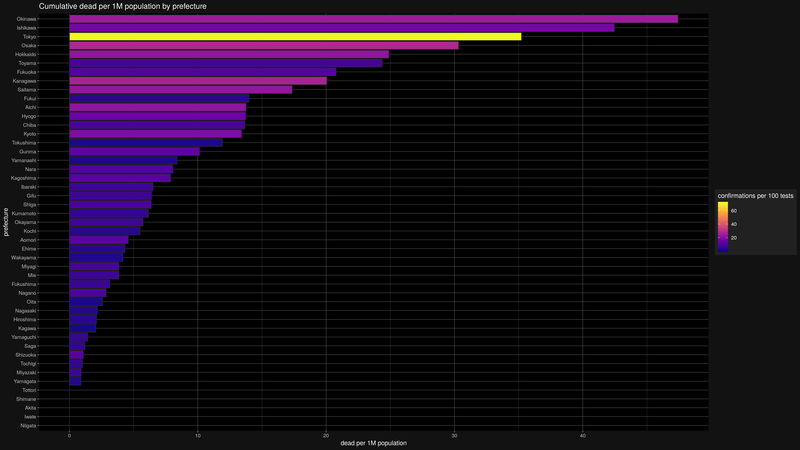 Cumulative dead per 1M population by prefecture
Okinawa
Ishikawa
Tokyo
Osaka
Hokkaido
Toyama
Fukuoka
Kanagawa
Saitama
Fukui
Aichi
Hyogo
Chiba
Kyoto
Tokushima
Gunma
Yamanashi
Nara
Kagoshima
Ibaraki
Gifu
Shiga
Kumamoto
Okayama
Kochi
Aomori
Ehime
Wakayama
Miyagi
Mie
Fukushima
Nagano
Oita
Nagasaki
Hiroshima
Kagawa
Yamaguchi
Saga
Shizuoka
Tochigi
Miyazaki
Yamagata
Tottori
Shimane
Akita
Iwate
Niigata
prefecture
0 10 20 30 40
dead per 1M population
confirmations per 100 tests
60
40
20